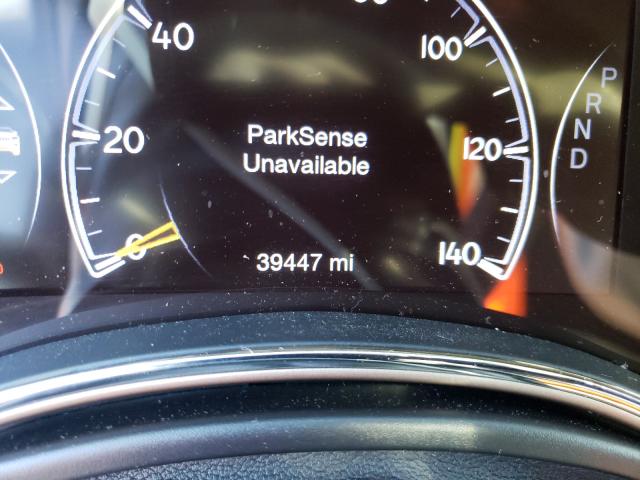 40
100
20
ParkSense
Unavailable
120
0
39447 mi
140
P
R
N
D